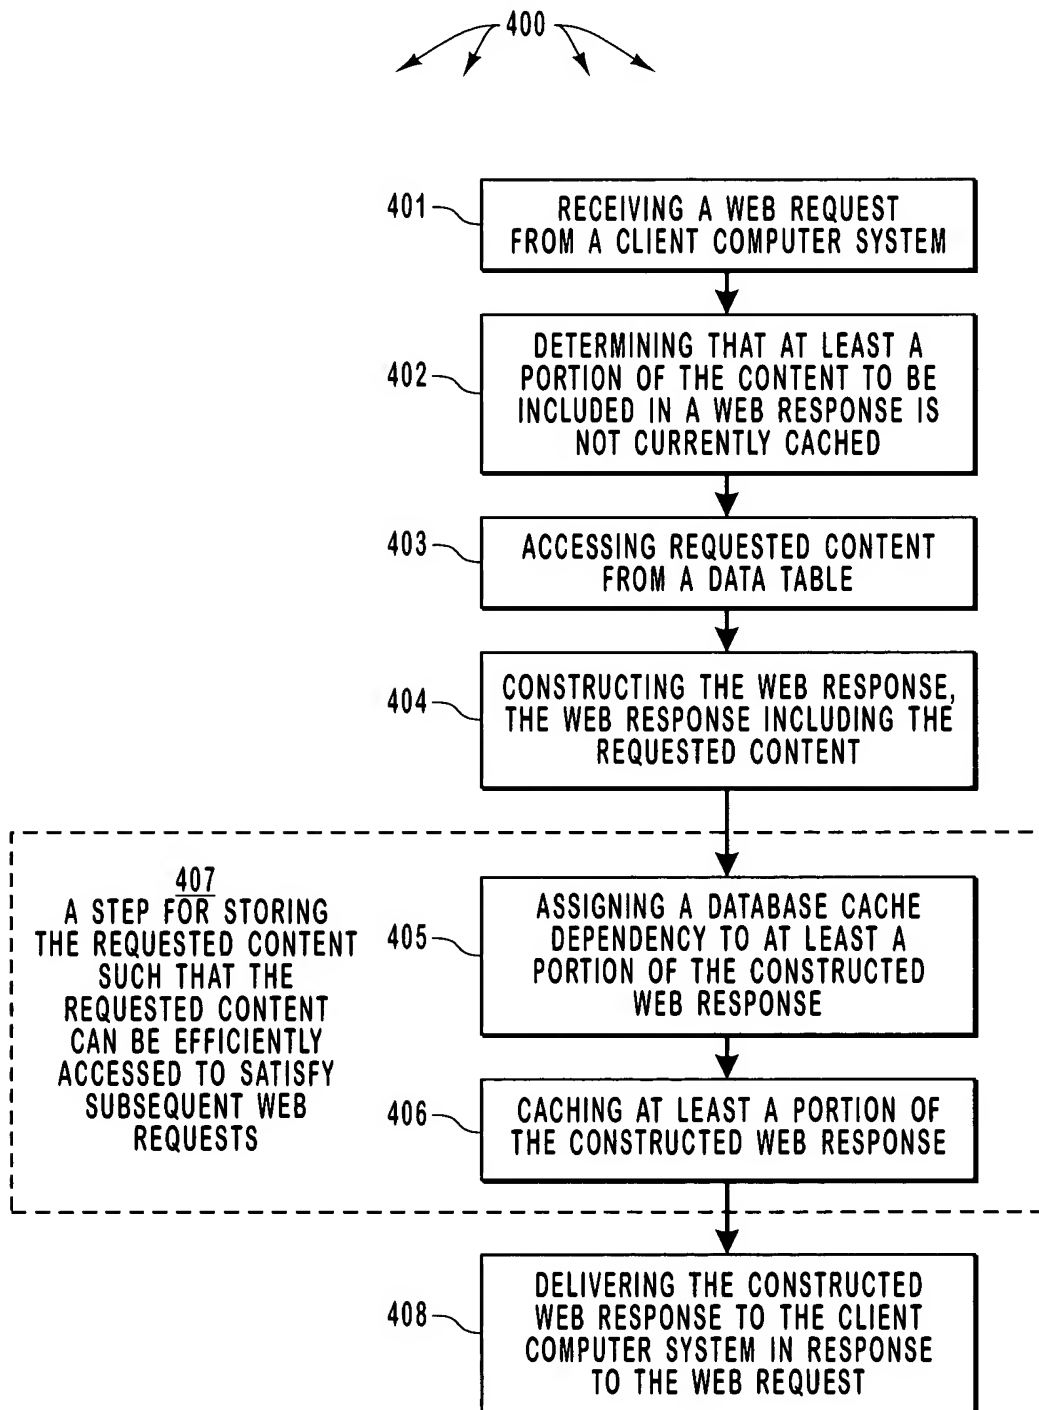 400
401
RECEIVING A WEB REQUEST
FROM A CLIENT COMPUTER SYSTEM
402
DETERMINING THAT AT LEAST A
PORTION OF THE CONTENT TO BE
INCLUDED IN A WEB RESPONSE IS
NOT CURRENTLY CACHED
403
ACCESSING REQUESTED CONTENT
FROM A DATA TABLE
404
CONSTRUCTING THE WEB RESPONSE,
THE WEB RESPONSE INCLUDING THE
REQUESTED CONTENT
407
A STEP FOR STORING
THE REQUESTED CONTENT
SUCH THAT THE
REQUESTED CONTENT
CAN BE EFFICIENTLY
ACCESSED TO SATISFY
SUBSEQUENT WEB
REQUESTS
405
ASSIGNING A DATABASE CACHE
DEPENDENCY TO AT LEAST A
PORTION OF THE CONSTRUCTED
WEB RESPONSE
406
CACHING AT LEAST A PORTION OF
THE CONSTRUCTED WEB RESPONSE
408
DELIVERING THE CONSTRUCTED
WEB RESPONSE TO THE CLIENT
COMPUTER SYSTEM IN RESPONSE
TO THE WEB REQUEST